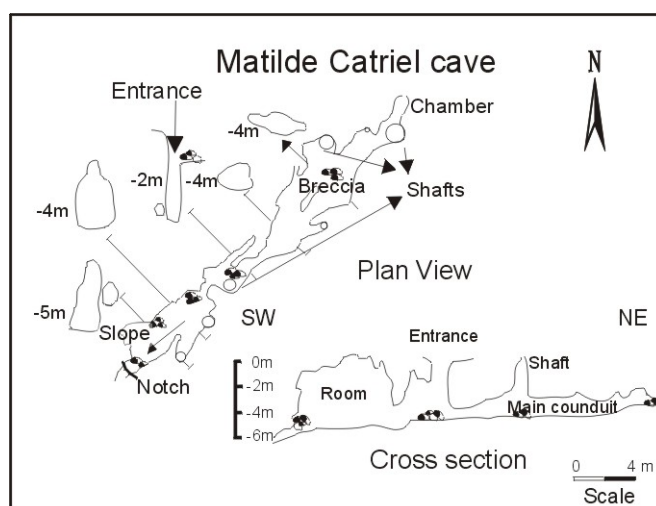 Matilde Catriel cave
N
Entrance
Chamber
-4m
-2m
-4m
Breccia
Shafts
-4m
Plan View
-5m
Slope
SW
NE
Notch
Entrance
0m
Shaft
-2m
Room
-4m
Main counduit
-6m
Cross section
0 4 m
Scale